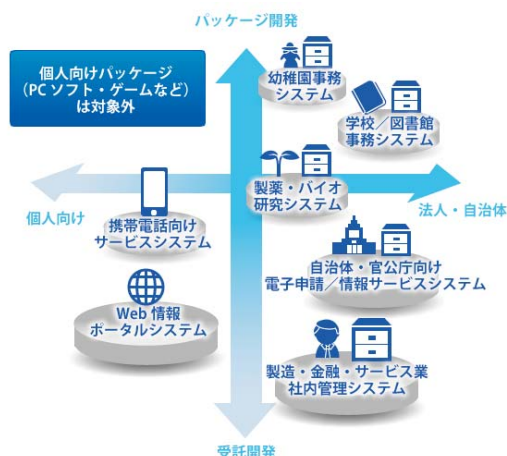 パッケージ開発
個人向けパッケージ
（PCソフト・ゲームなど）
は対象外
幼稚園事務
システム
学校／図書館
事務システム
製薬・バイオ
研究システム
個人向け
法人・自治体
携帯電話向け
サービスシステム
自治体・官公庁向け
電子申請／情報サービスシステム
Web 情報
ポータルシステム
製造・金融・サービス業
社内管理システム
受託開発